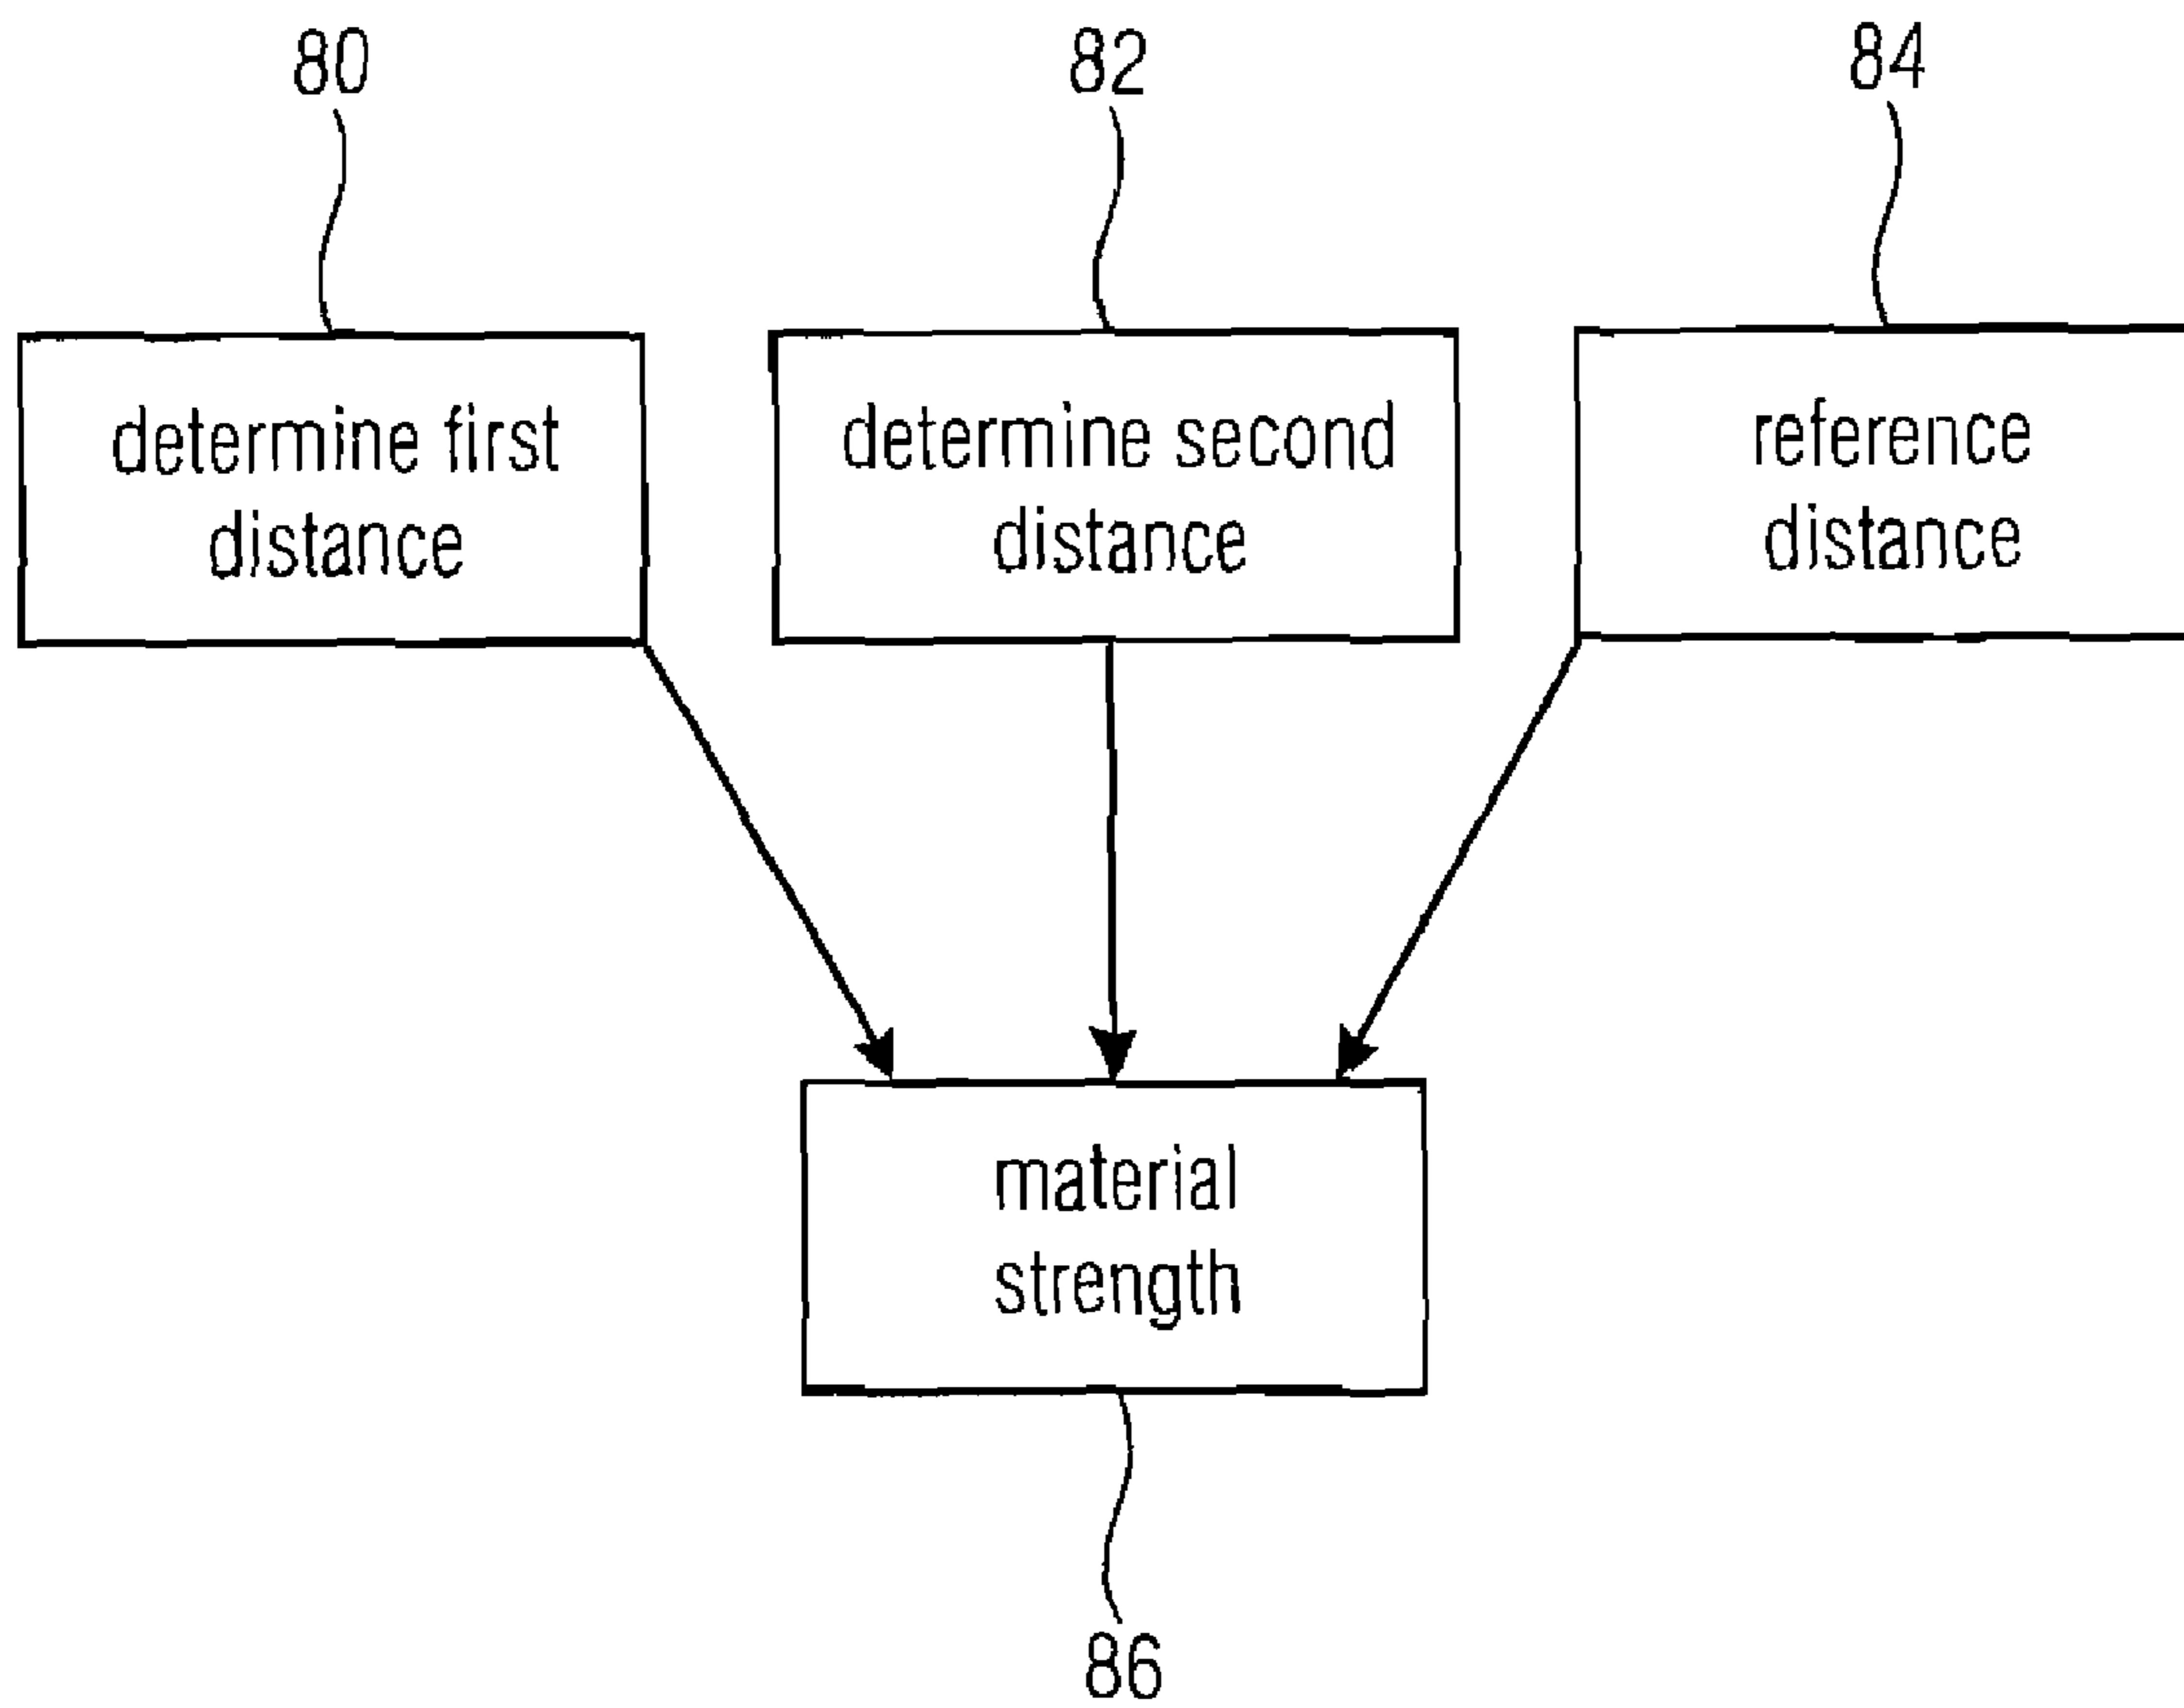 80
82
84
determine first
distance
determine second
distance
reference
distance
material
strength
86